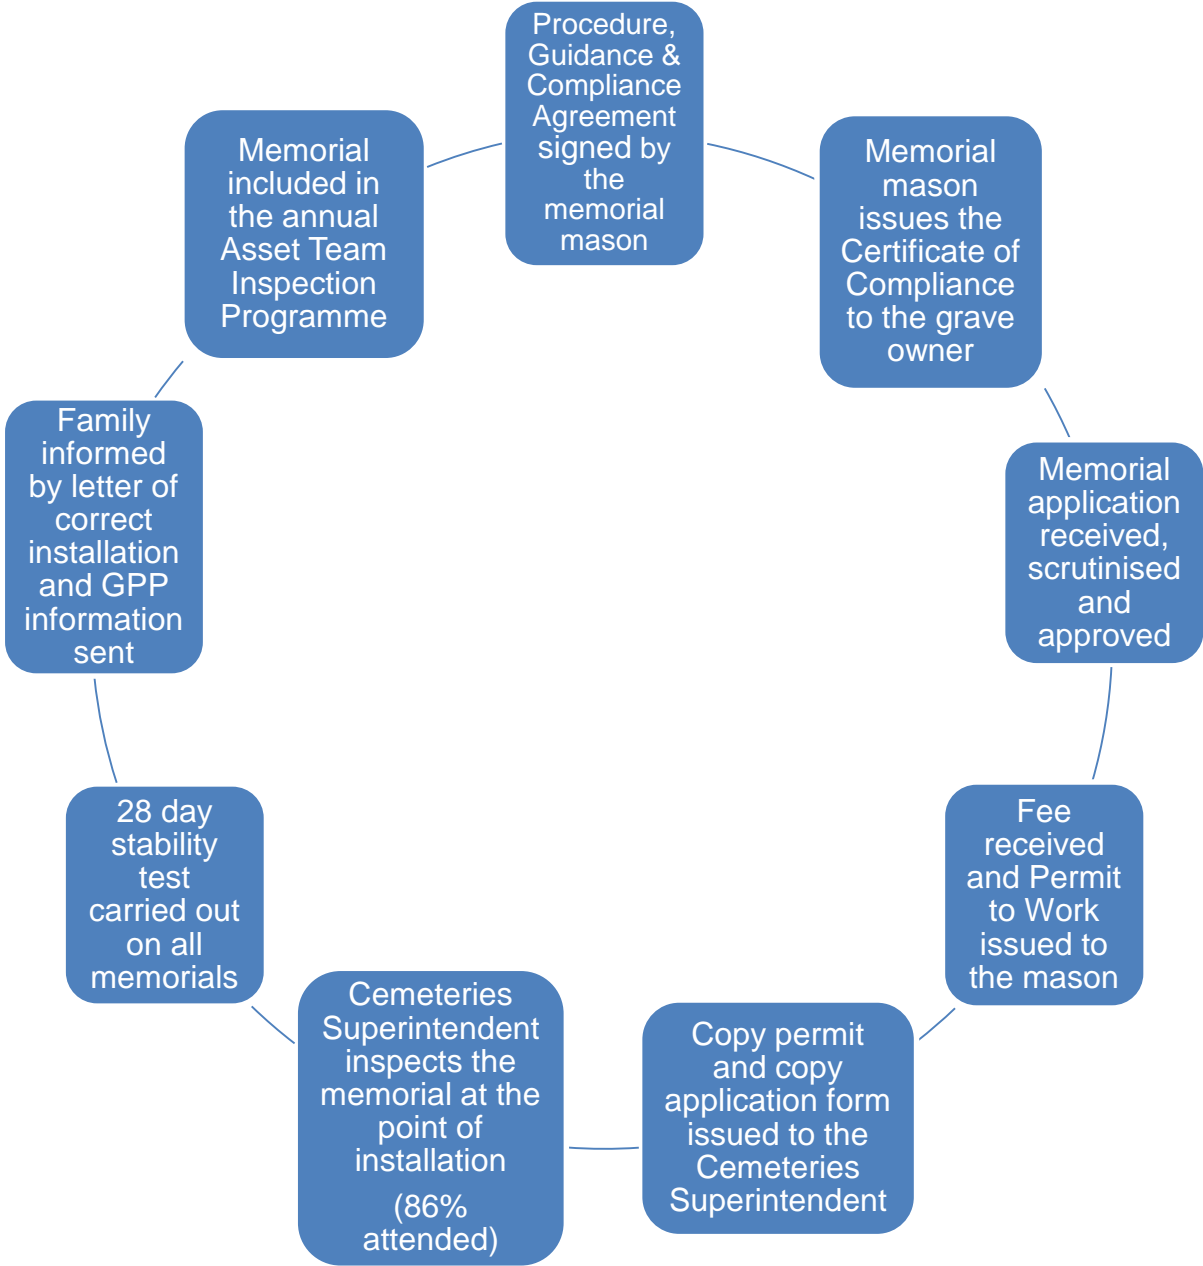 Procedure,
Guidance &
Compliance
Agreement
signed by
the
memorial
mason
Memorial
mason
issues the
Certificate of
Compliance
to the grave
owner
Memorial
application
received,
scrutinised
and
approved
Fee
received
and Permit
to Work
issued to
the mason
Copy permit
and copy
application form
issued to the
Cemeteries
Superintendent
Cemeteries
Superintendent
inspects the
memorial at the
point of
installation
(86%
attended)
28 day
stability
test
carried out
on all
memorials
Family
informed
by letter of
correct
installation
and GPP
information
sent
Memorial
included in
the annual
Asset Team
Inspection
Programme